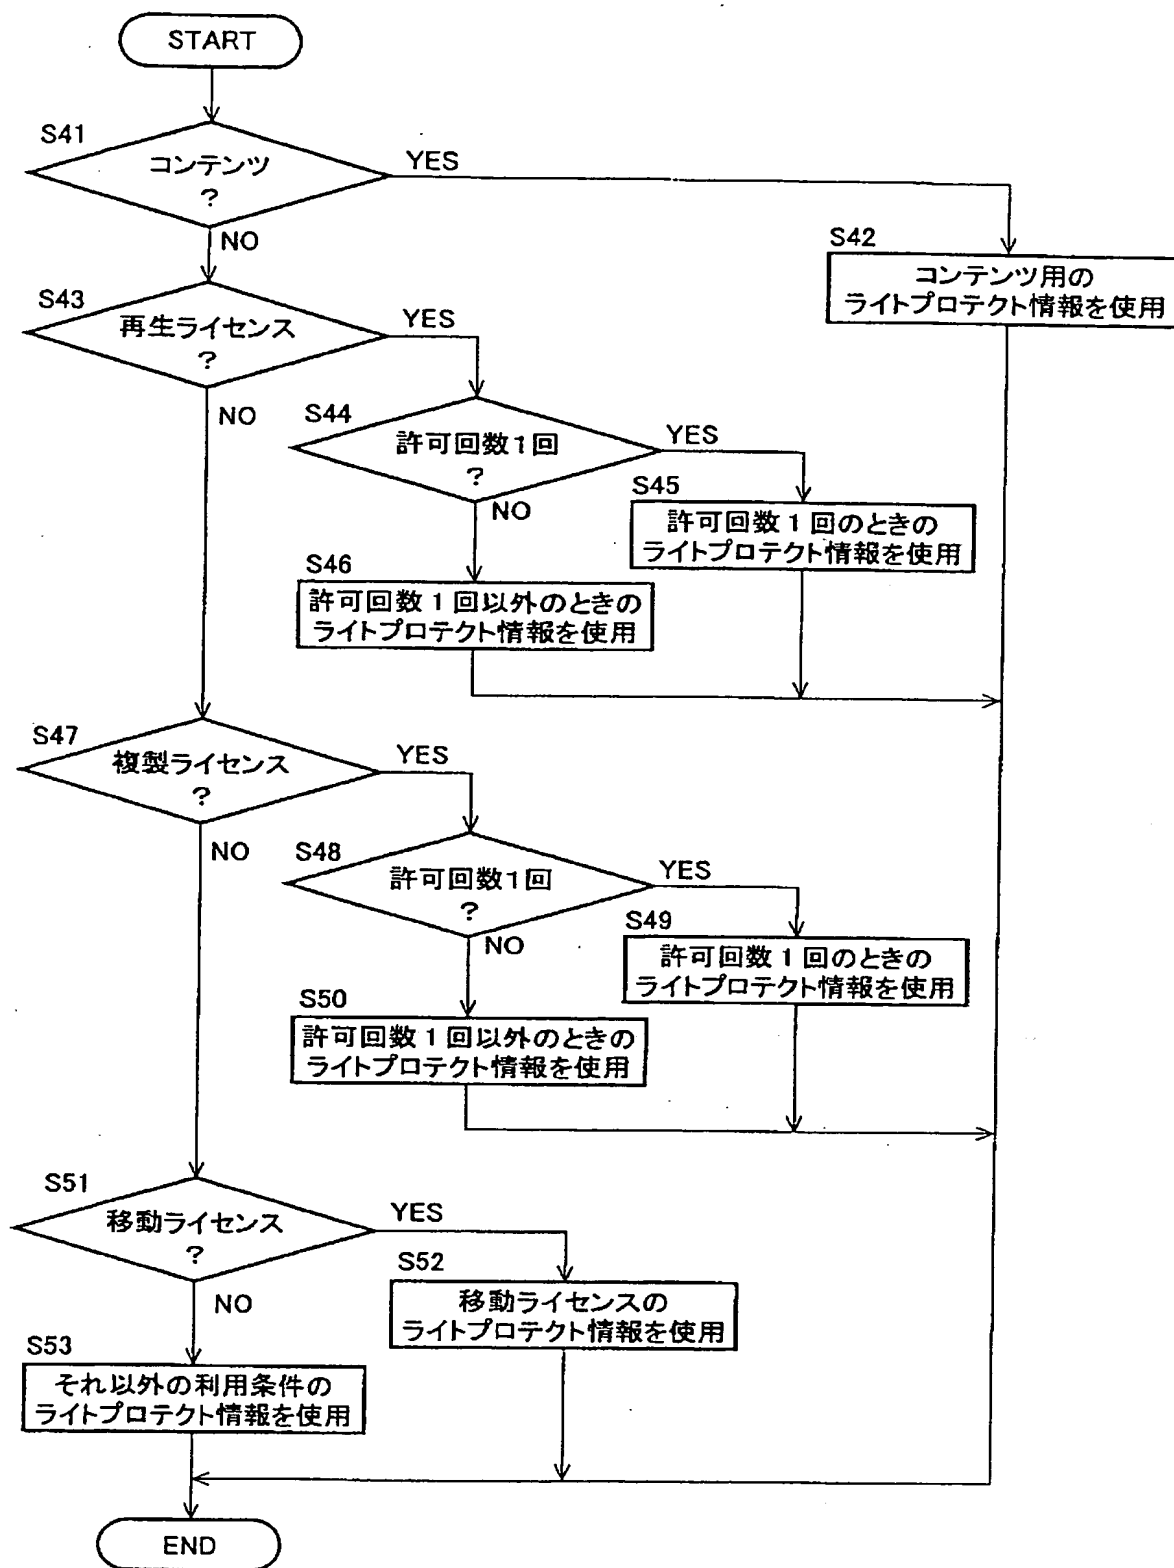 START
S41
コンテンツ
?
YES
NO
S42
コンテンツ用の
ライトプロテクト情報を使用
S43
再生ライセンス
?
YES
NO
S44
許可回数1回
?
YES
NO
S45
許可回数1回のときの
ライトプロテクト情報を使用
S46
許可回数1回以外のときの
ライトプロテクト情報を使用
S47
複製ライセンス
?
YES
NO
S48
許可回数1回
?
YES
NO
S49
許可回数1回のときの
ライトプロテクト情報を使用
S50
許可回数1回以外のときの
ライトプロテクト情報を使用
S51
移動ライセンス
?
YES
NO
S52
移動ライセンスの
ライトプロテクト情報を使用
S53
それ以外の利用条件の
ライトプロテクト情報を使用
END